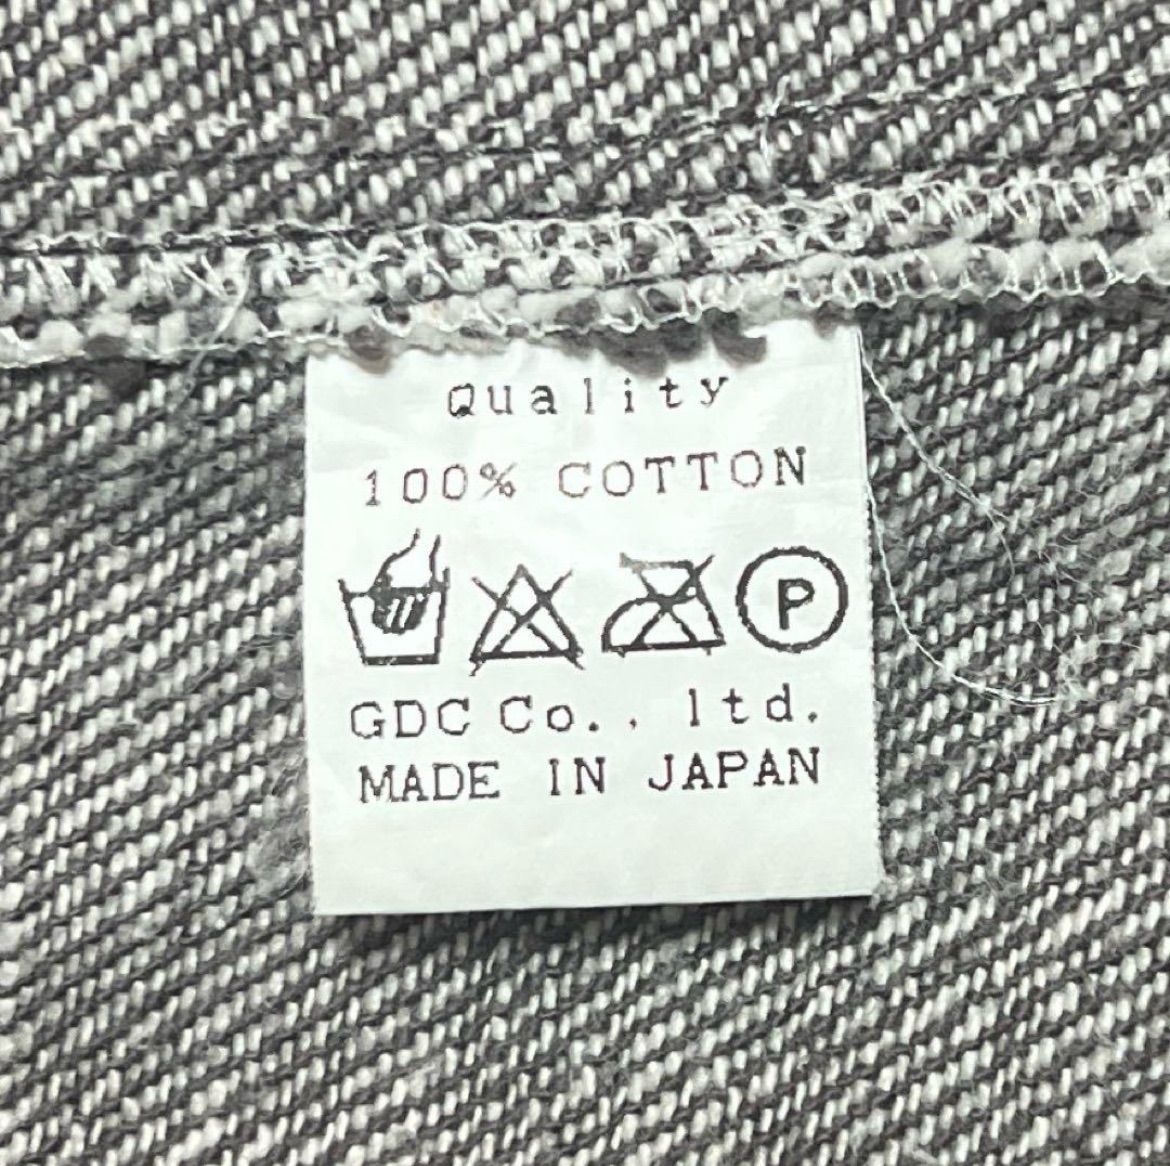 Quality
100% COTTON
P
GDC Co., ltd.
MADE IN JAPAN